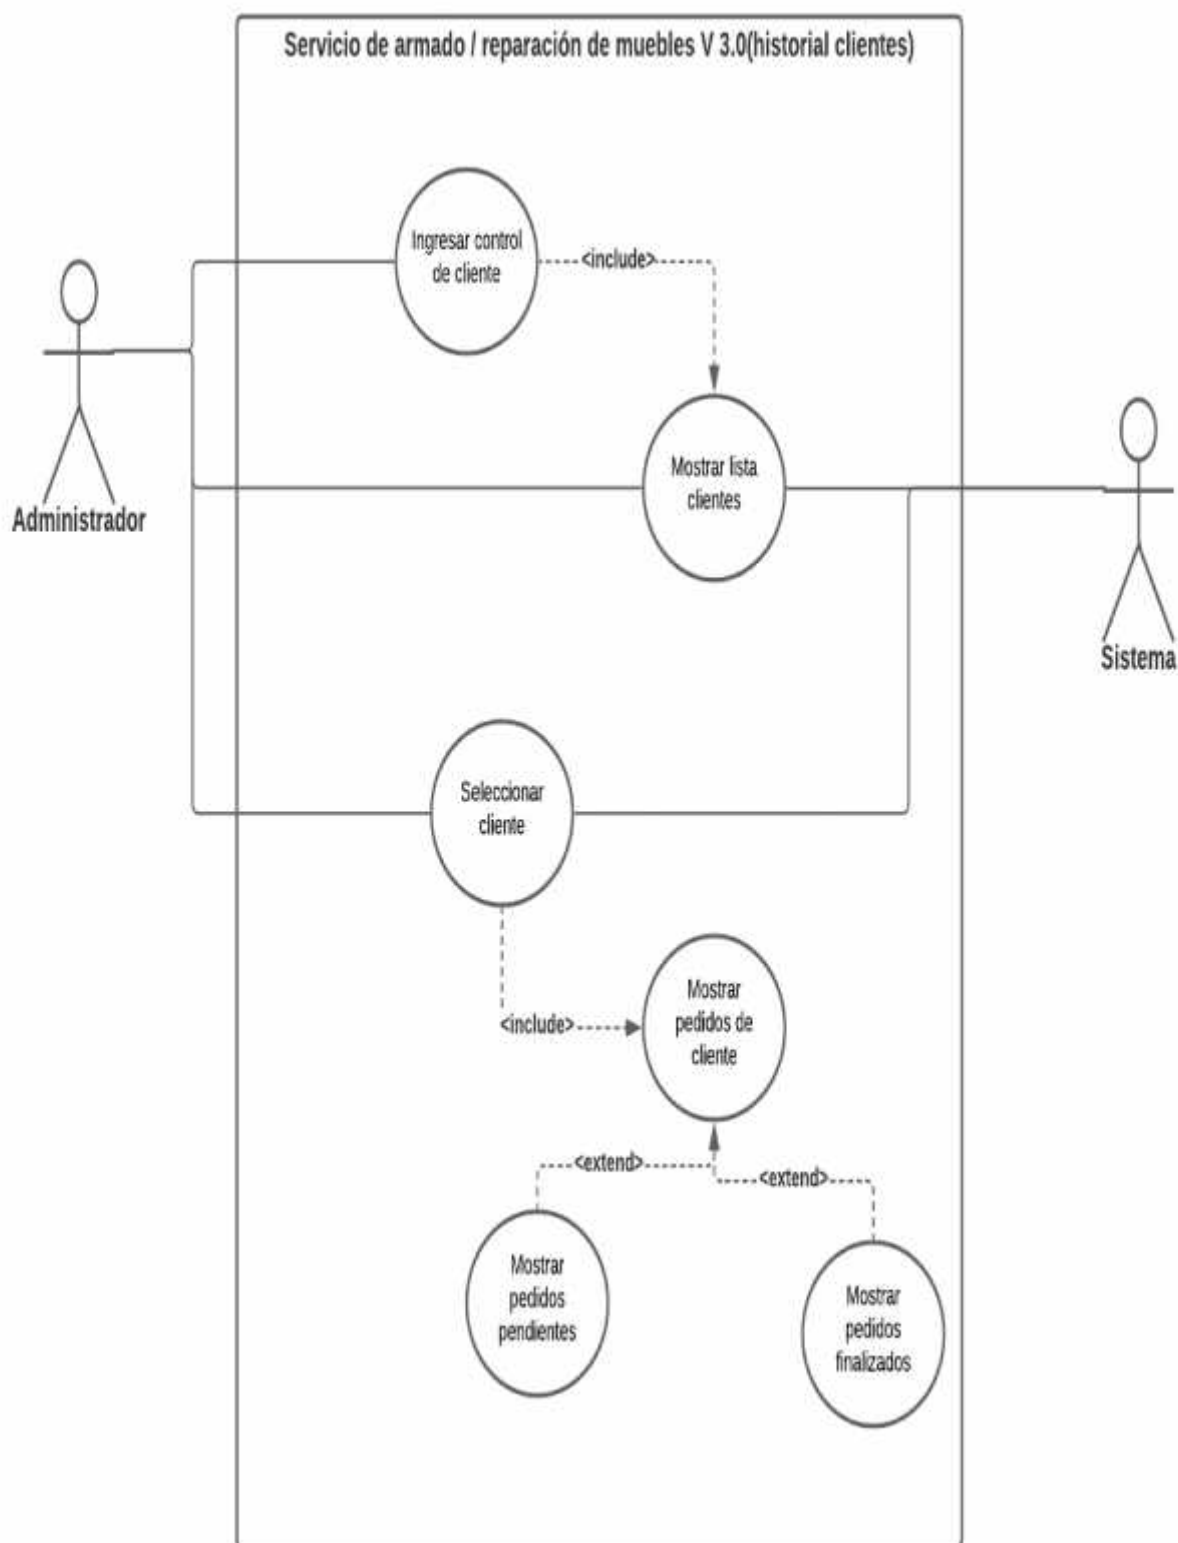 Servicio de armado / reparación de muebles V 3.0(historial clientes)
Ingresar control
de cliente
<include>
Mostrar lista
clientes
Administrador
Sistema
Seleccionar
cliente
Mostrar
pedidos de
cliente
<include>
<extend>
<extend>
Mostrar
pedidos
pendientes
Mostrar
pedidos
finalizados